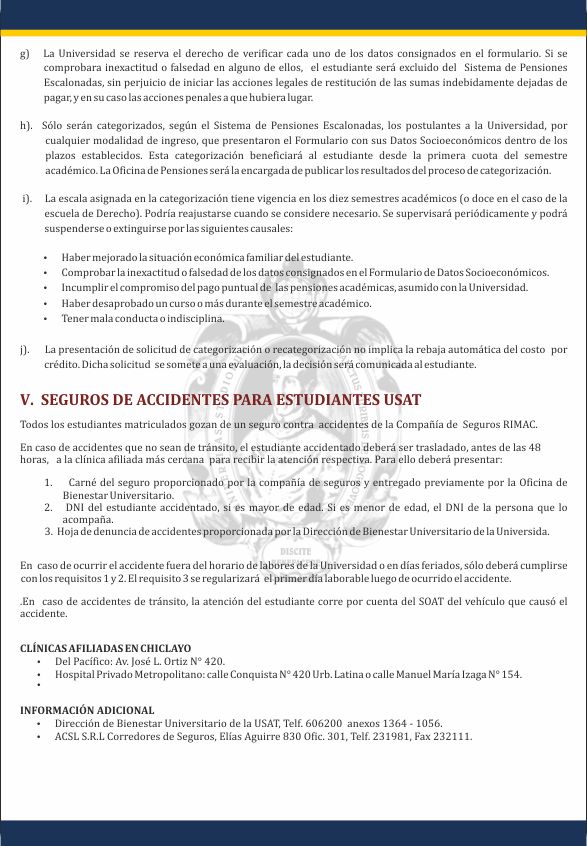 g) La Universidad se reserva el derecho de verificar cada uno de los datos consignados en el formulario. Si se
comprobara inexactitud o falsedad en alguno de ellos, el estudiante será excluido del Sistema de Pensiones
Escalonadas, sin perjuicio de iniciar las acciones legales de restitución de las sumas indebidamente dejadas de
pagar, y en su caso las acciones penales a que hubiera lugar.
h). Sólo serán categorizados, según el Sistema de Pensiones Escalonadas, los postulantes a la Universidad, por
cualquier modalidad de ingreso, que presentaron el Formulario con sus Datos Socioeconómicos dentro de los
plazos establecidos. Esta categorización beneficiará al estudiante desde la primera cuota del semestre
académico. La Oficina de Pensiones será la encargada de publicar los resultados del proceso de categorización.
i). La escala asignada en la categorización tiene vigencia en los diez semestres académicos (o doce en el caso de la
escuela de Derecho). Podría reajustarse cuando se considere necesario. Se supervisará periódicamente y podrá
suspenderse o extinguirse por las siguientes causales:
• Haber mejorado la situación económica familiar del estudiante.
• Comprobar la inexactitud o falsedad de los datos consignados en el Formulario de Datos Socioeconómicos.
• Incumplir el compromiso del pago puntual de las pensiones académicas, asumido con la Universidad.
• Haber desaprobado un curso o más durante el semestre académico.
• Tener mala conducta o indisciplina.
j). La presentación de solicitud de categorización o recategorización no implica la rebaja automática del costo por
crédito. Dicha solicitud se somete a una evaluación, la decisión será comunicada al estudiante.
V. SEGUROS DE ACCIDENTES PARA ESTUDIANTES USAT
Todos los estudiantes matriculados gozan de un seguro contra accidentes de la Compañía de Seguros RIMAC.
En caso de accidentes que no sean de tránsito, el estudiante accidentado deberá ser trasladado, antes de las 48
horas, a la clínica afiliada más cercana para recibir la atención respectiva. Para ello deberá presentar:
1. Carné del seguro proporcionado por la compañía de seguros y entregado previamente por la Oficina de
Bienestar Universitario.
2. DNI del estudiante accidentado, si es mayor de edad. Si es menor de edad, el DNI de la persona que lo
acompaña.
3. Hoja de denuncia de accidentes proporcionada por la Dirección de Bienestar Universitario de la Universida.
DISCITE
En caso de ocurrir el accidente fuera del horario de labores de la Universidad o en días feriados, sólo deberá cumplirse
con los requisitos 1 y 2. El requisito 3 se regularizará el primer día laborable luego de ocurrido el accidente.
.En caso de accidentes de tránsito, la atención del estudiante corre por cuenta del SOAT del vehículo que causó el
accidente.
CLÍNICAS AFILIADAS EN CHICLAYO
• Del Pacífico: Av. José L. Ortiz N° 420.
• Hospital Privado Metropolitano: calle Conquista N° 420 Urb. Latina o calle Manuel María Izaga N° 154.
•
INFORMACIÓN ADICIONAL
• Dirección de Bienestar Universitario de la USAT, Telf. 606200 anexos 1364 - 1056.
• ACSL S.R.L Corredores de Seguros, Elías Aguirre 830 Ofic. 301, Telf. 231981, Fax 232111.